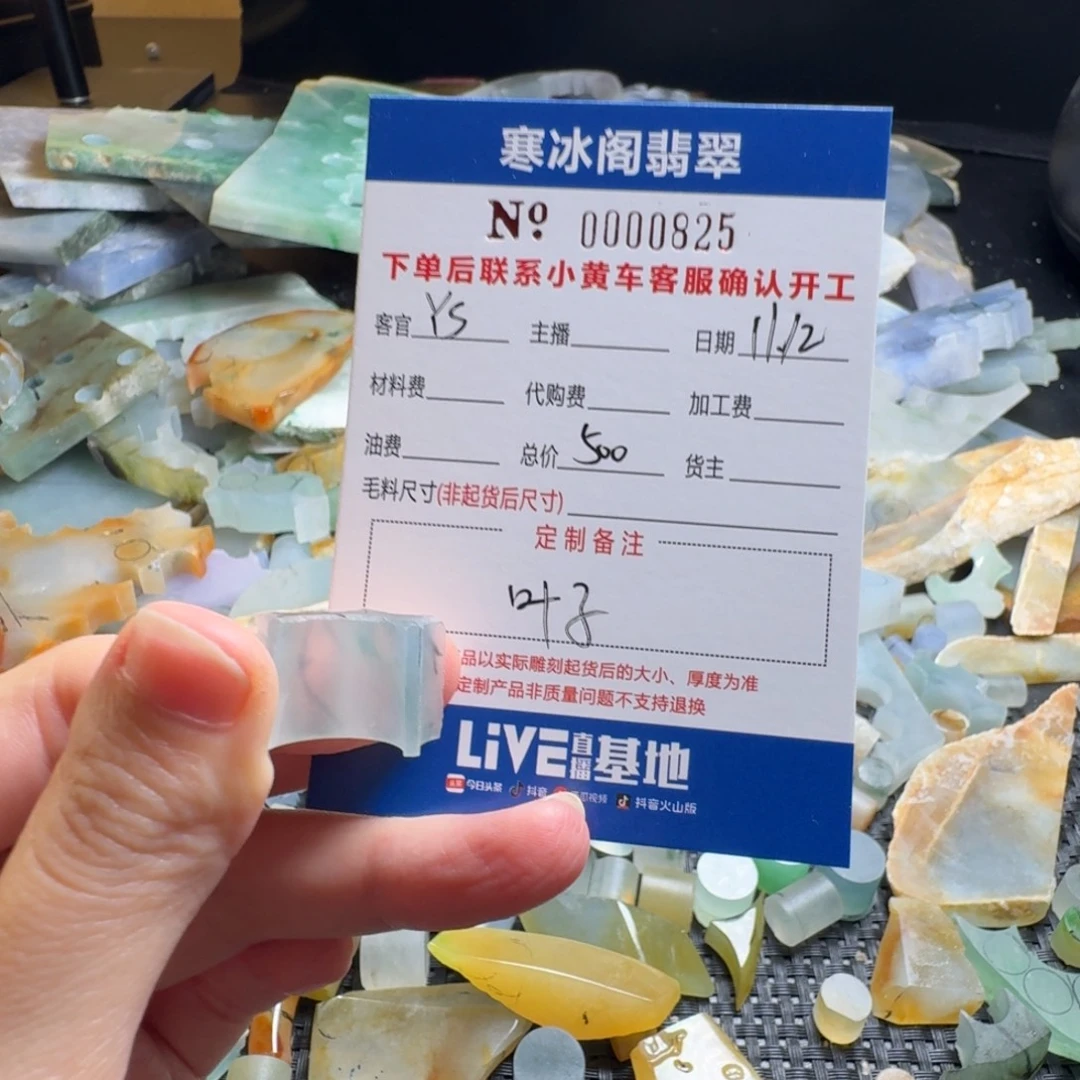 寒冰阁翡翠
Nº 0000825
下单后联系小黄车客服确认开工
客官 YS 主播 日期 11.12
材料费 代购费 加工费
油费 总价 500 货主
毛料尺寸(非起货后尺寸)
定制备注
叶子
品以实际雕刻起货后的大小、厚度为准
定制产品非质量问题不支持退换
LiVE直播基地
今日头条 抖音 视频 抖音火山版